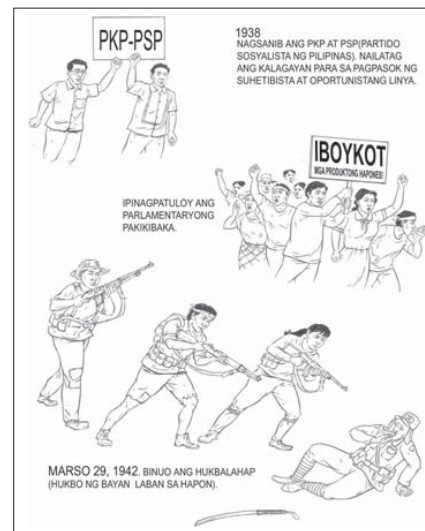 PKP-PSP
1938
NAGSANIB ANG PKP AT PSP(PARTIDO
SOSYALISTA NG PILIPINAS). NAILATAG
ANG KALAGAYAN PARA SA PAGPASOK NG
SUHETIBISTA AT OPORTUNISTANG LINYA.
IBOYKOT
MGA PRODUKTONG HAPONES!
IPINAGPATULOY ANG
PARLAMENTARYONG
PAKIKIBAKA.
MARSO 29, 1942. BINUO ANG HUKBALAHAP
(HUKBO NG BAYAN LABAN SA HAPON).